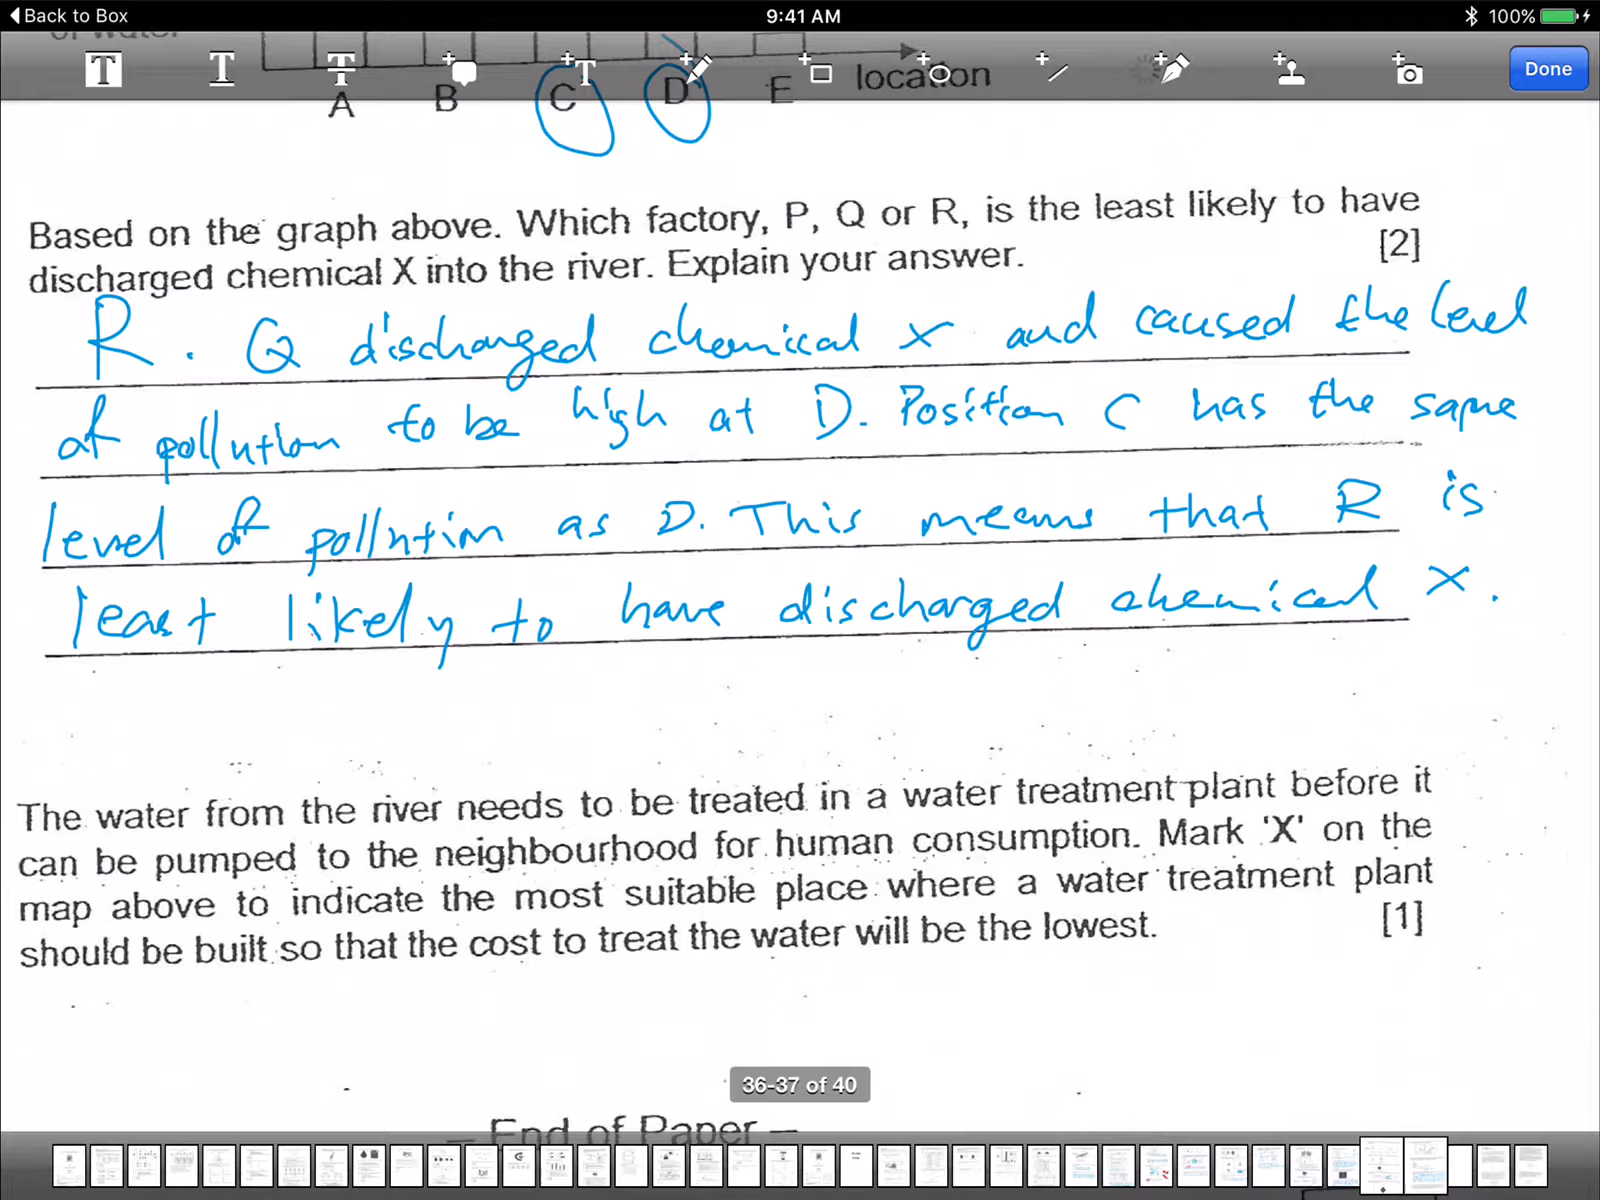 Back to Box 9:41 AM 100%
of water
T T T T Done
A B C D E location
Based on the graph above. Which factory, P, Q or R, is the least likely to have
discharged chemical X into the river. Explain your answer. [2]
R. Q discharged chemical X and caused the level
of pollution to be high at D. Position C has the same
level of pollution as D. This means that R is
least likely to have discharged chemical X.
The water from the river needs to be treated in a water treatment plant before it
can be pumped to the neighbourhood for human consumption. Mark 'X' on the
map above to indicate the most suitable place where a water treatment plant
should be built so that the cost to treat the water will be the lowest. [1]
36-37 of 40
– End of Paper –